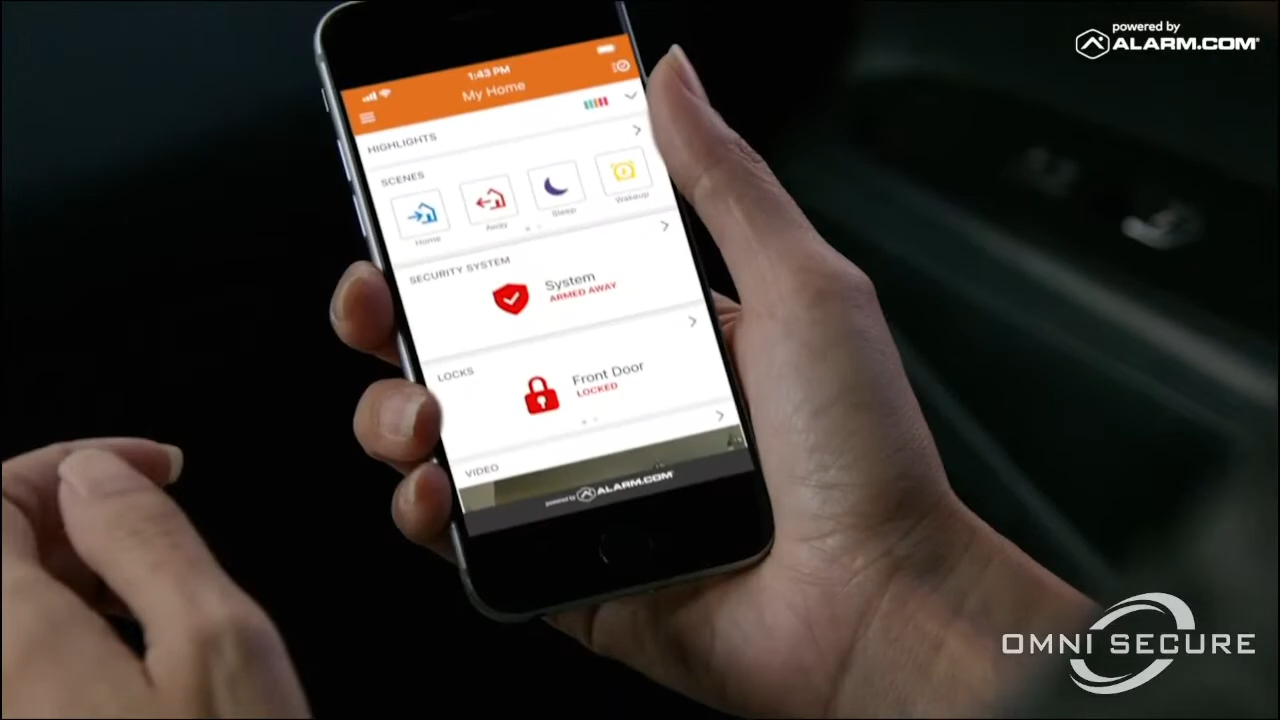 powered by
ALARM.COM
1:43 PM
My Home
HIGHLIGHTS
SCENES
Home
Away
Sleep
Wakeup
SECURITY SYSTEM
System
ARMED AWAY
LOCKS
Front Door
LOCKED
VIDEO
powered by ALARM.COM
OMNI SECURE